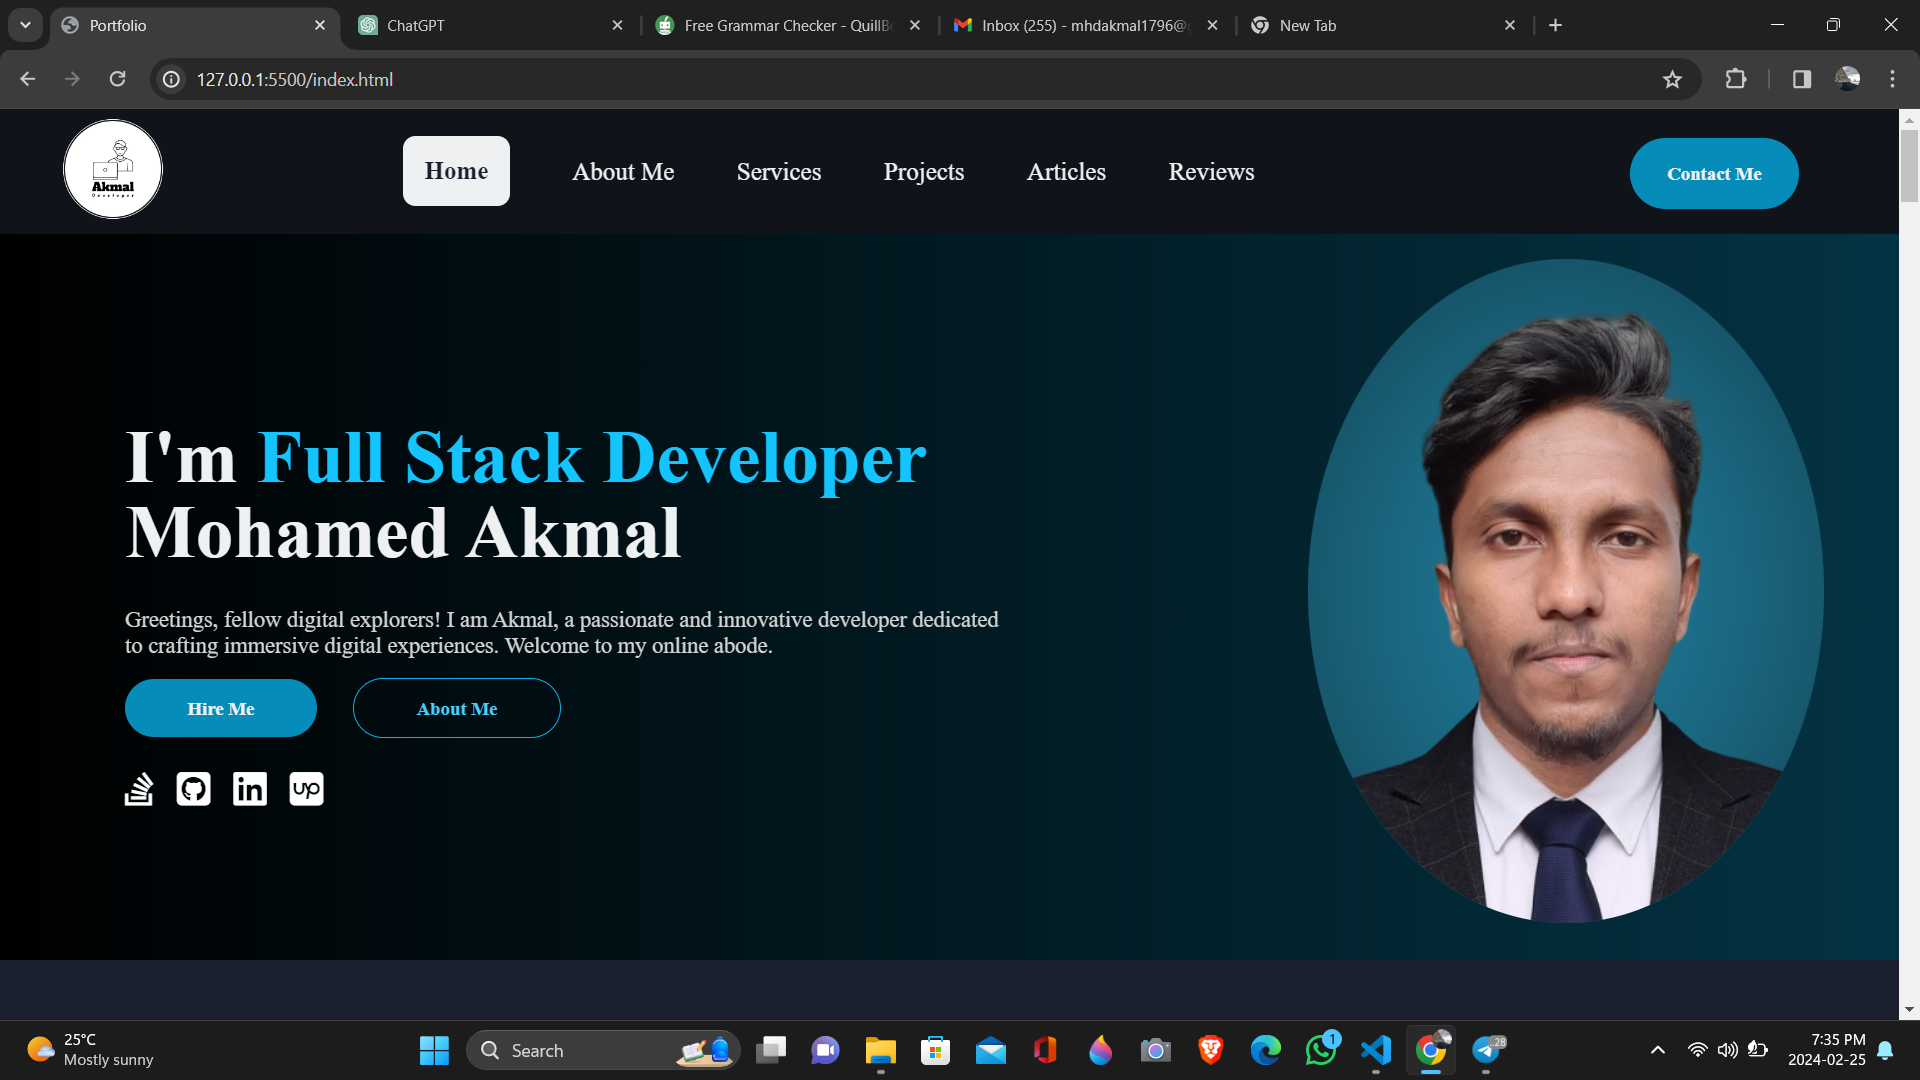 Portfolio
ChatGPT
Free Grammar Checker - QuillB
Inbox (255) - mhdakmal1796@
New Tab
127.0.0.1:5500/index.html
Akmal
Developer
Home
About Me
Services
Projects
Articles
Reviews
Contact Me
I'm Full Stack Developer
Mohamed Akmal
Greetings, fellow digital explorers! I am Akmal, a passionate and innovative developer dedicated
to crafting immersive digital experiences. Welcome to my online abode.
Hire Me
About Me
in
up
25°C
Mostly sunny
Search
1
..28
7:35 PM
2024-02-25